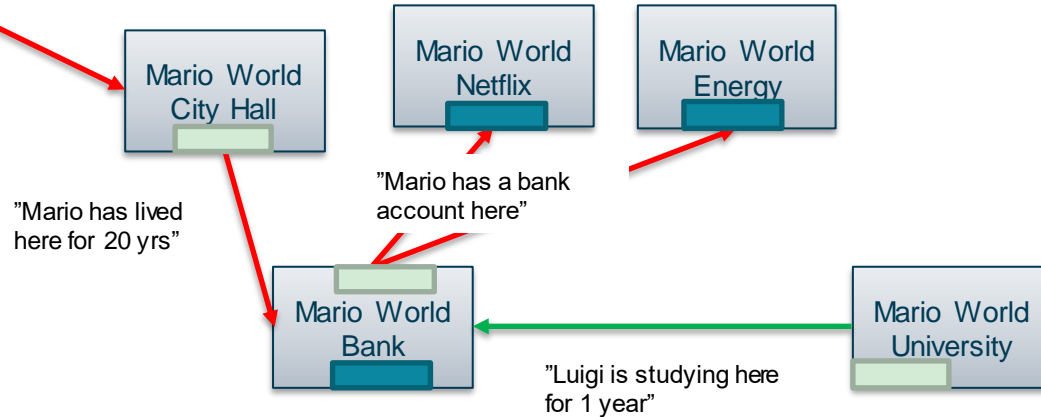 Mario World
City Hall
Mario World
Netflix
Mario World
Energy
”Mario has lived
here for 20 yrs”
”Mario has a bank
account here”
Mario World
Bank
Mario World
University
”Luigi is studying here
for 1 year”